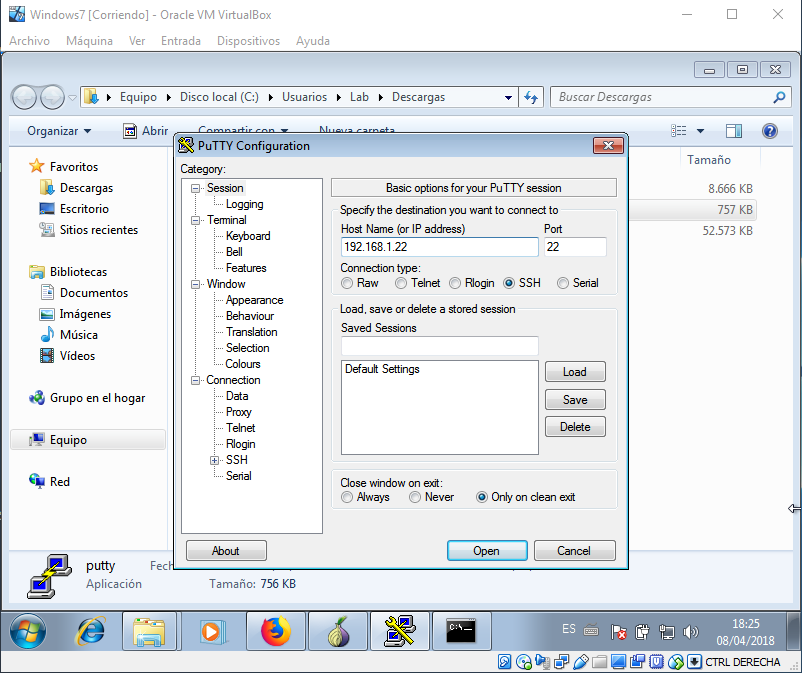 Windows7 [Corriendo] - Oracle VM VirtualBox
Archivo Máquina Ver Entrada Dispositivos Ayuda
Equipo Disco local (C:) Usuarios Lab Descargas Buscar Descargas
Organizar Abrir Compartir con Nueva carpeta
Tamaño
8.666 KB
757 KB
52.573 KB
Favoritos
Descargas
Escritorio
Sitios recientes
Bibliotecas
Documentos
Imágenes
Música
Vídeos
Grupo en el hogar
Equipo
Red
PuTTY Configuration
Category:
Session
Logging
Terminal
Keyboard
Bell
Features
Window
Appearance
Behaviour
Translation
Selection
Colours
Connection
Data
Proxy
Telnet
Rlogin
SSH
Serial
Basic options for your PuTTY session
Specify the destination you want to connect to
Host Name (or IP address) Port
192.168.1.22 22
Connection type:
Raw Telnet Rlogin SSH Serial
Load, save or delete a stored session
Saved Sessions
Default Settings
Load
Save
Delete
Close window on exit:
Always Never Only on clean exit
About Open Cancel
putty Fech
Aplicación Tamaño: 756 KB
C:\.
ES 18:25
08/04/2018
CTRL DERECHA